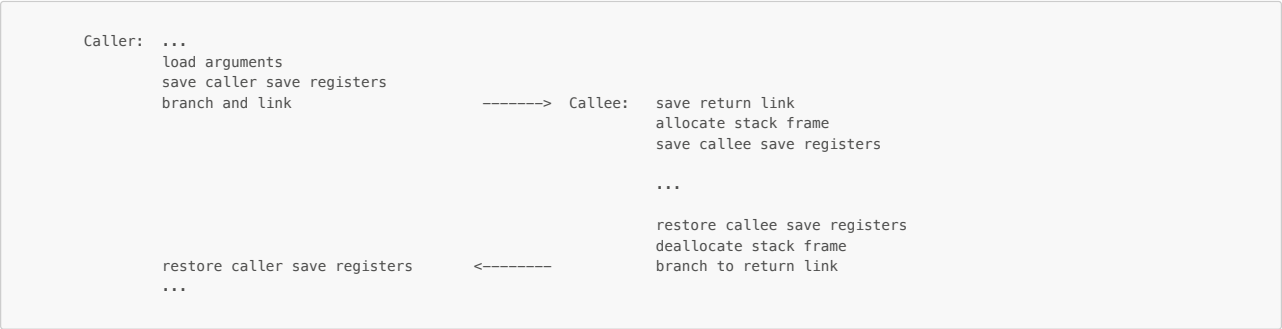 Caller: ...
load arguments
save caller save registers
branch and link -------> Callee: save return link
allocate stack frame
save callee save registers
...
restore callee save registers
deallocate stack frame
restore caller save registers <-------- branch to return link
...